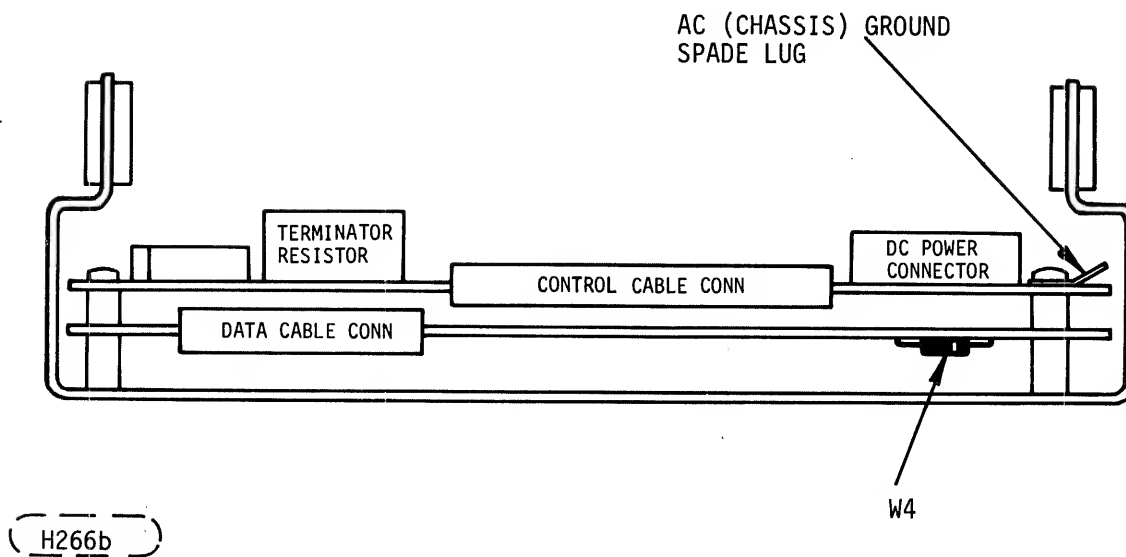 AC (CHASSIS) GROUND
SPADE LUG
TERMINATOR
RESISTOR
DC POWER
CONNECTOR
CONTROL CABLE CONN
DATA CABLE CONN
W4
H266b